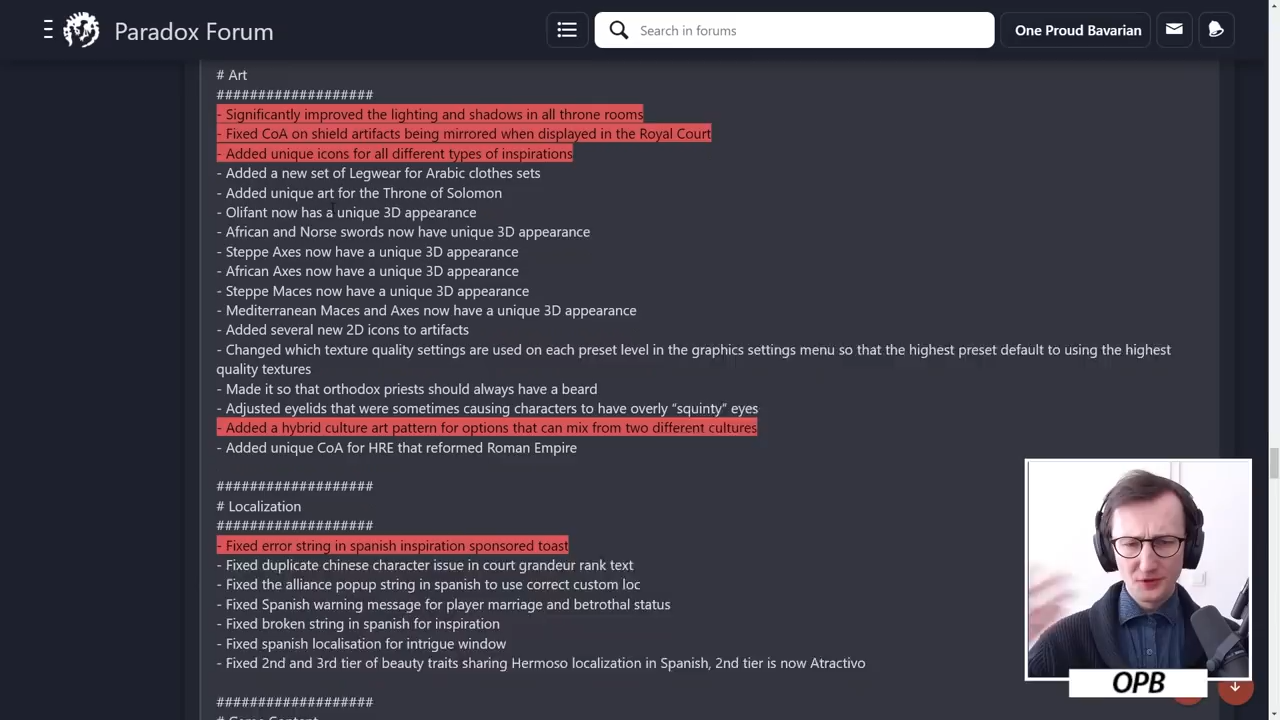 Paradox Forum
Search in forums
One Proud Bavarian
# Art
###################
- Significantly improved the lighting and shadows in all throne rooms
- Fixed CoA on shield artifacts being mirrored when displayed in the Royal Court
- Added unique icons for all different types of inspirations
- Added a new set of Legwear for Arabic clothes sets
- Added unique art for the Throne of Solomon
- Olifant now has a unique 3D appearance
- African and Norse swords now have unique 3D appearance
- Steppe Axes now have a unique 3D appearance
- African Axes now have a unique 3D appearance
- Steppe Maces now have a unique 3D appearance
- Mediterranean Maces and Axes now have a unique 3D appearance
- Added several new 2D icons to artifacts
- Changed which texture quality settings are used on each preset level in the graphics settings menu so that the highest preset default to using the highest
quality textures
- Made it so that orthodox priests should always have a beard
- Adjusted eyelids that were sometimes causing characters to have overly “squinty” eyes
- Added a hybrid culture art pattern for options that can mix from two different cultures
- Added unique CoA for HRE that reformed Roman Empire
###################
# Localization
###################
- Fixed error string in spanish inspiration sponsored toast
- Fixed duplicate chinese character issue in court grandeur rank text
- Fixed the alliance popup string in spanish to use correct custom loc
- Fixed Spanish warning message for player marriage and betrothal status
- Fixed broken string in spanish for inspiration
- Fixed spanish localisation for intrigue window
- Fixed 2nd and 3rd tier of beauty traits sharing Hermoso localization in Spanish, 2nd tier is now Atractivo
###################
# Game Content
OPB